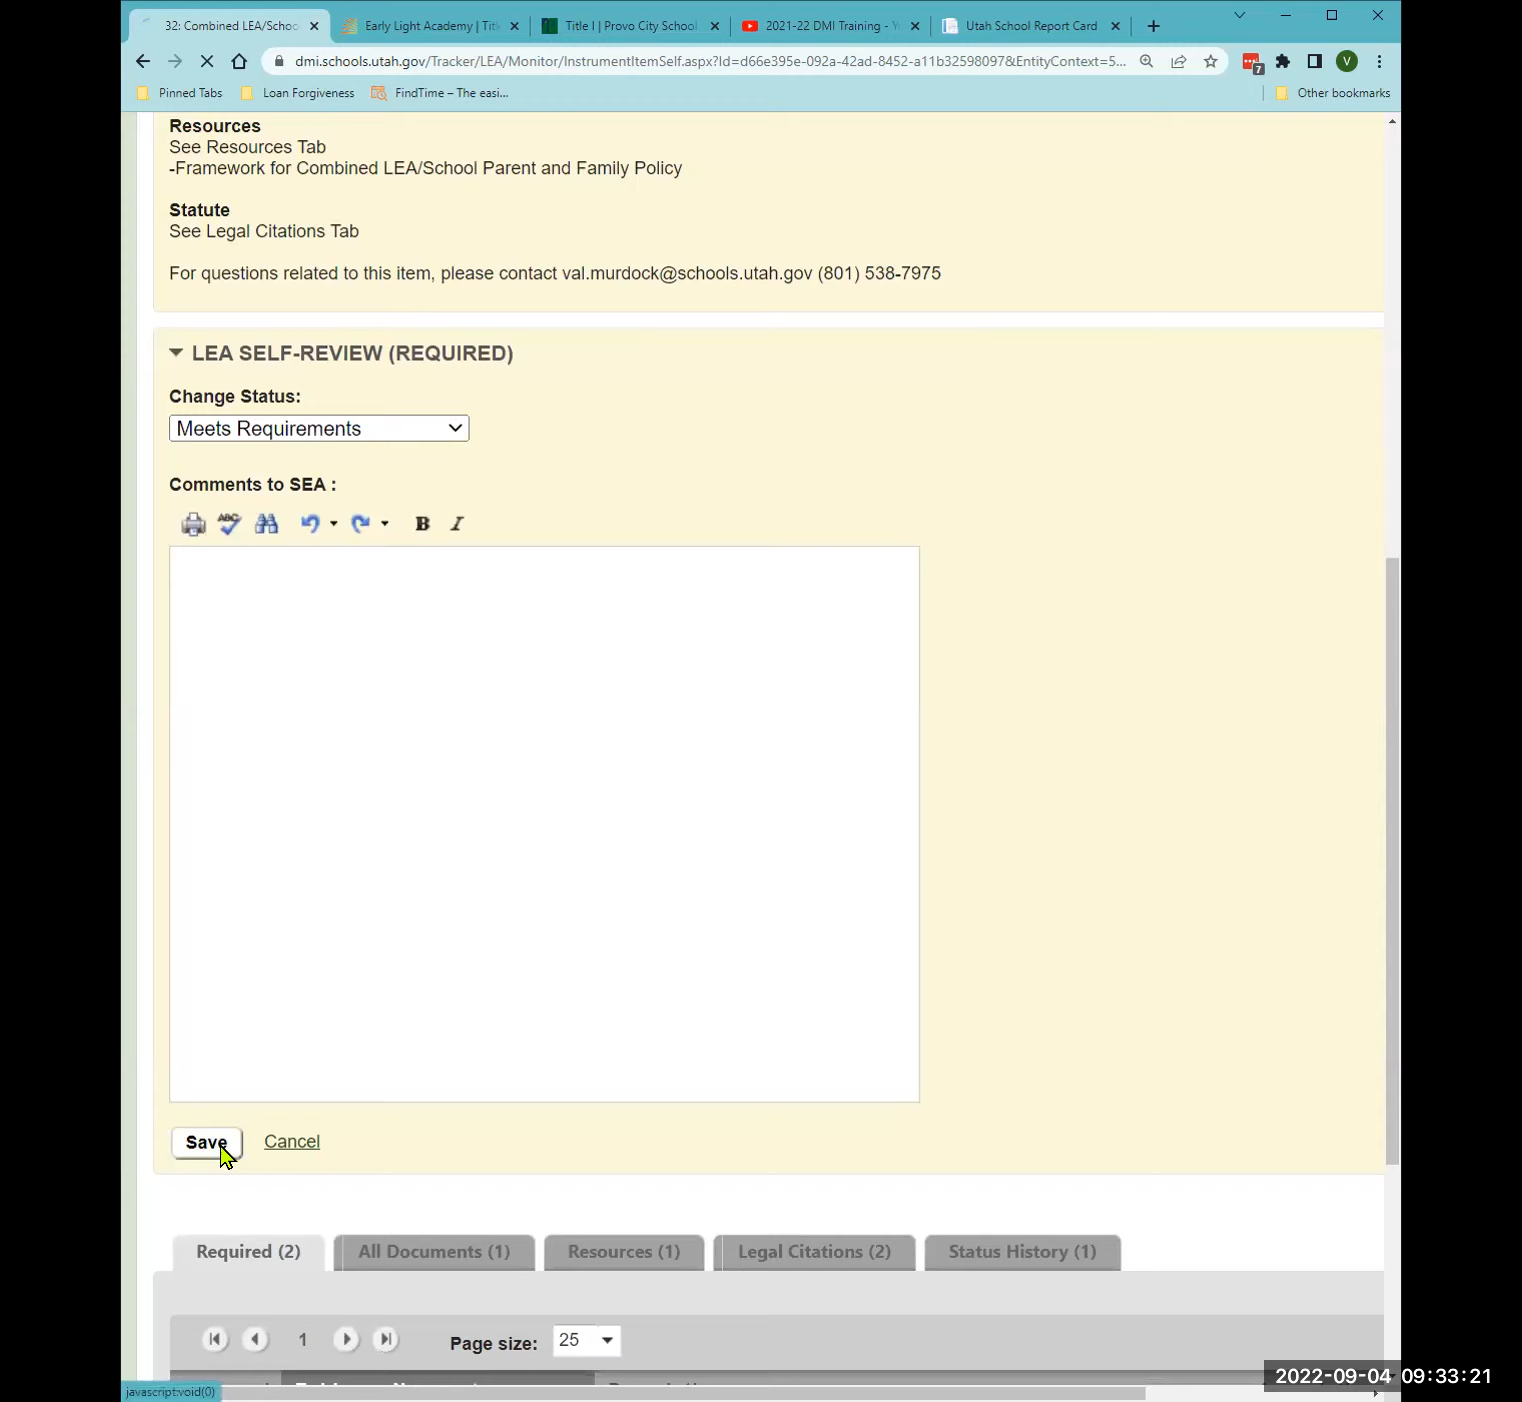 32: Combined LEA/Schoo
Early Light Academy | Titl
Title I | Provo City School
2021-22 DMI Training - Y
Utah School Report Card
dmi.schools.utah.gov/Tracker/LEA/Monitor/InstrumentItemSelf.aspx?Id=d66e395e-092a-42ad-8452-a11b32598097&EntityContext=5...
7
V
Pinned Tabs
Loan Forgiveness
FindTime – The easi...
Other bookmarks
Resources
See Resources Tab
-Framework for Combined LEA/School Parent and Family Policy
Statute
See Legal Citations Tab
For questions related to this item, please contact val.murdock@schools.utah.gov (801) 538-7975
LEA SELF-REVIEW (REQUIRED)
Change Status:
Meets Requirements
Comments to SEA :
ABC
B I
Save Cancel
Required (2) All Documents (1) Resources (1) Legal Citations (2) Status History (1)
1 Page size: 25
javascript:void(0)
2022-09-04 09:33:21